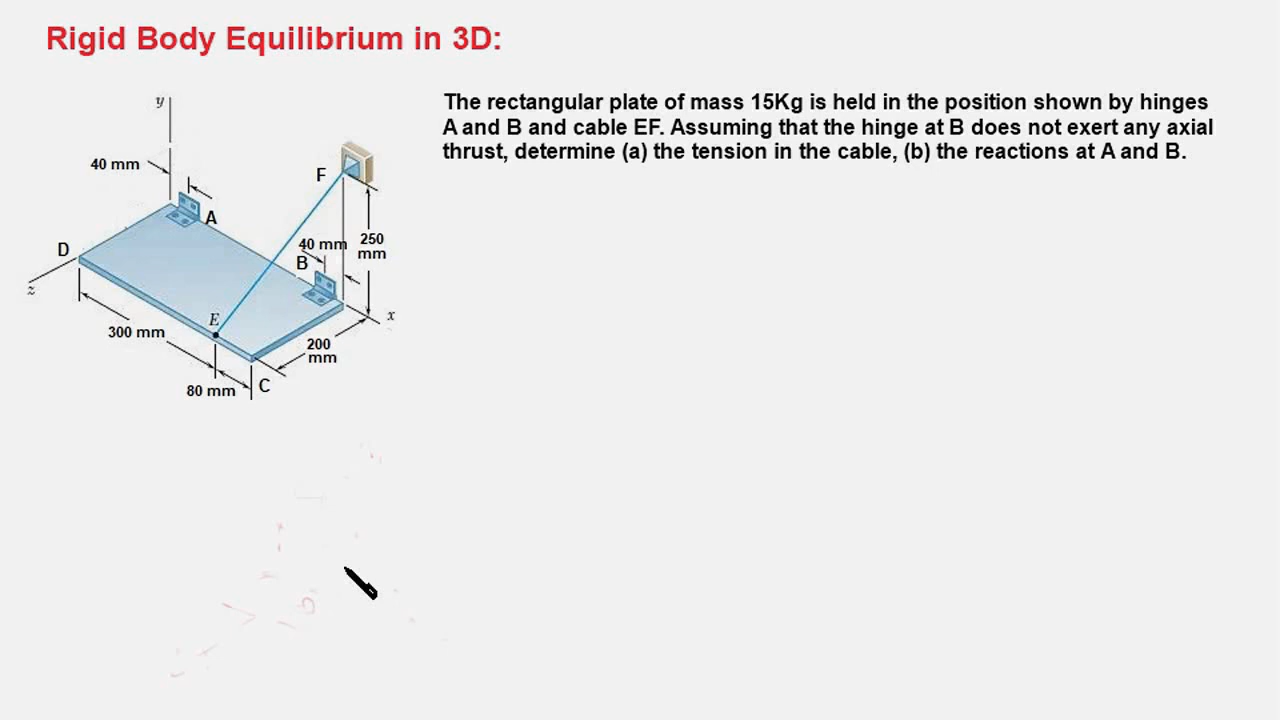 Rigid Body Equilibrium in 3D:
The rectangular plate of mass 15Kg is held in the position shown by hinges
A and B and cable EF. Assuming that the hinge at B does not exert any axial
thrust, determine (a) the tension in the cable, (b) the reactions at A and B.
y
40 mm
F
A
40 mm
250
mm
D
B
z
x
E
300 mm
200
mm
80 mm
C